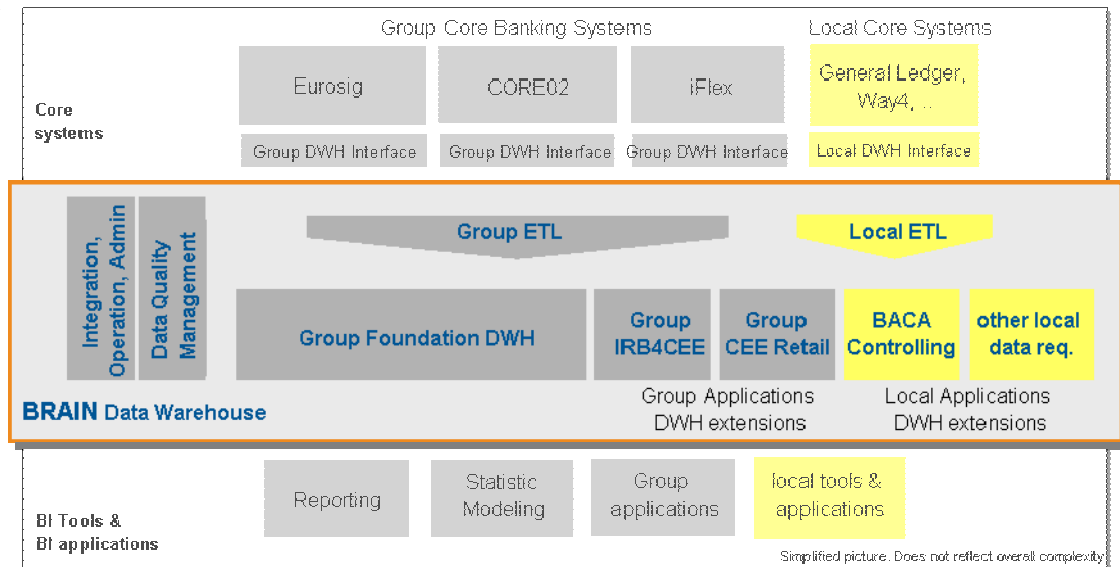 Group Core Banking Systems
Local Core Systems
Eurosig
CORE02
iFlex
General Ledger,
Way4, ..
Core
systems
Group DWH Interface
Group DWH Interface
Group DWH Interface
Local DWH Interface
Integration,
Operation, Admin
Data Quality
Management
Group ETL
Local ETL
Group Foundation DWH
Group
IRB4CEE
Group
CEE Retail
BACA
Controlling
other local
data req.
BRAIN Data Warehouse
Group Applications
DWH extensions
Local Applications
DWH extensions
Reporting
Statistic
Modeling
Group
applications
local tools &
applications
BI Tools &
BI applications
Simplified picture. Does not reflect overall complexity